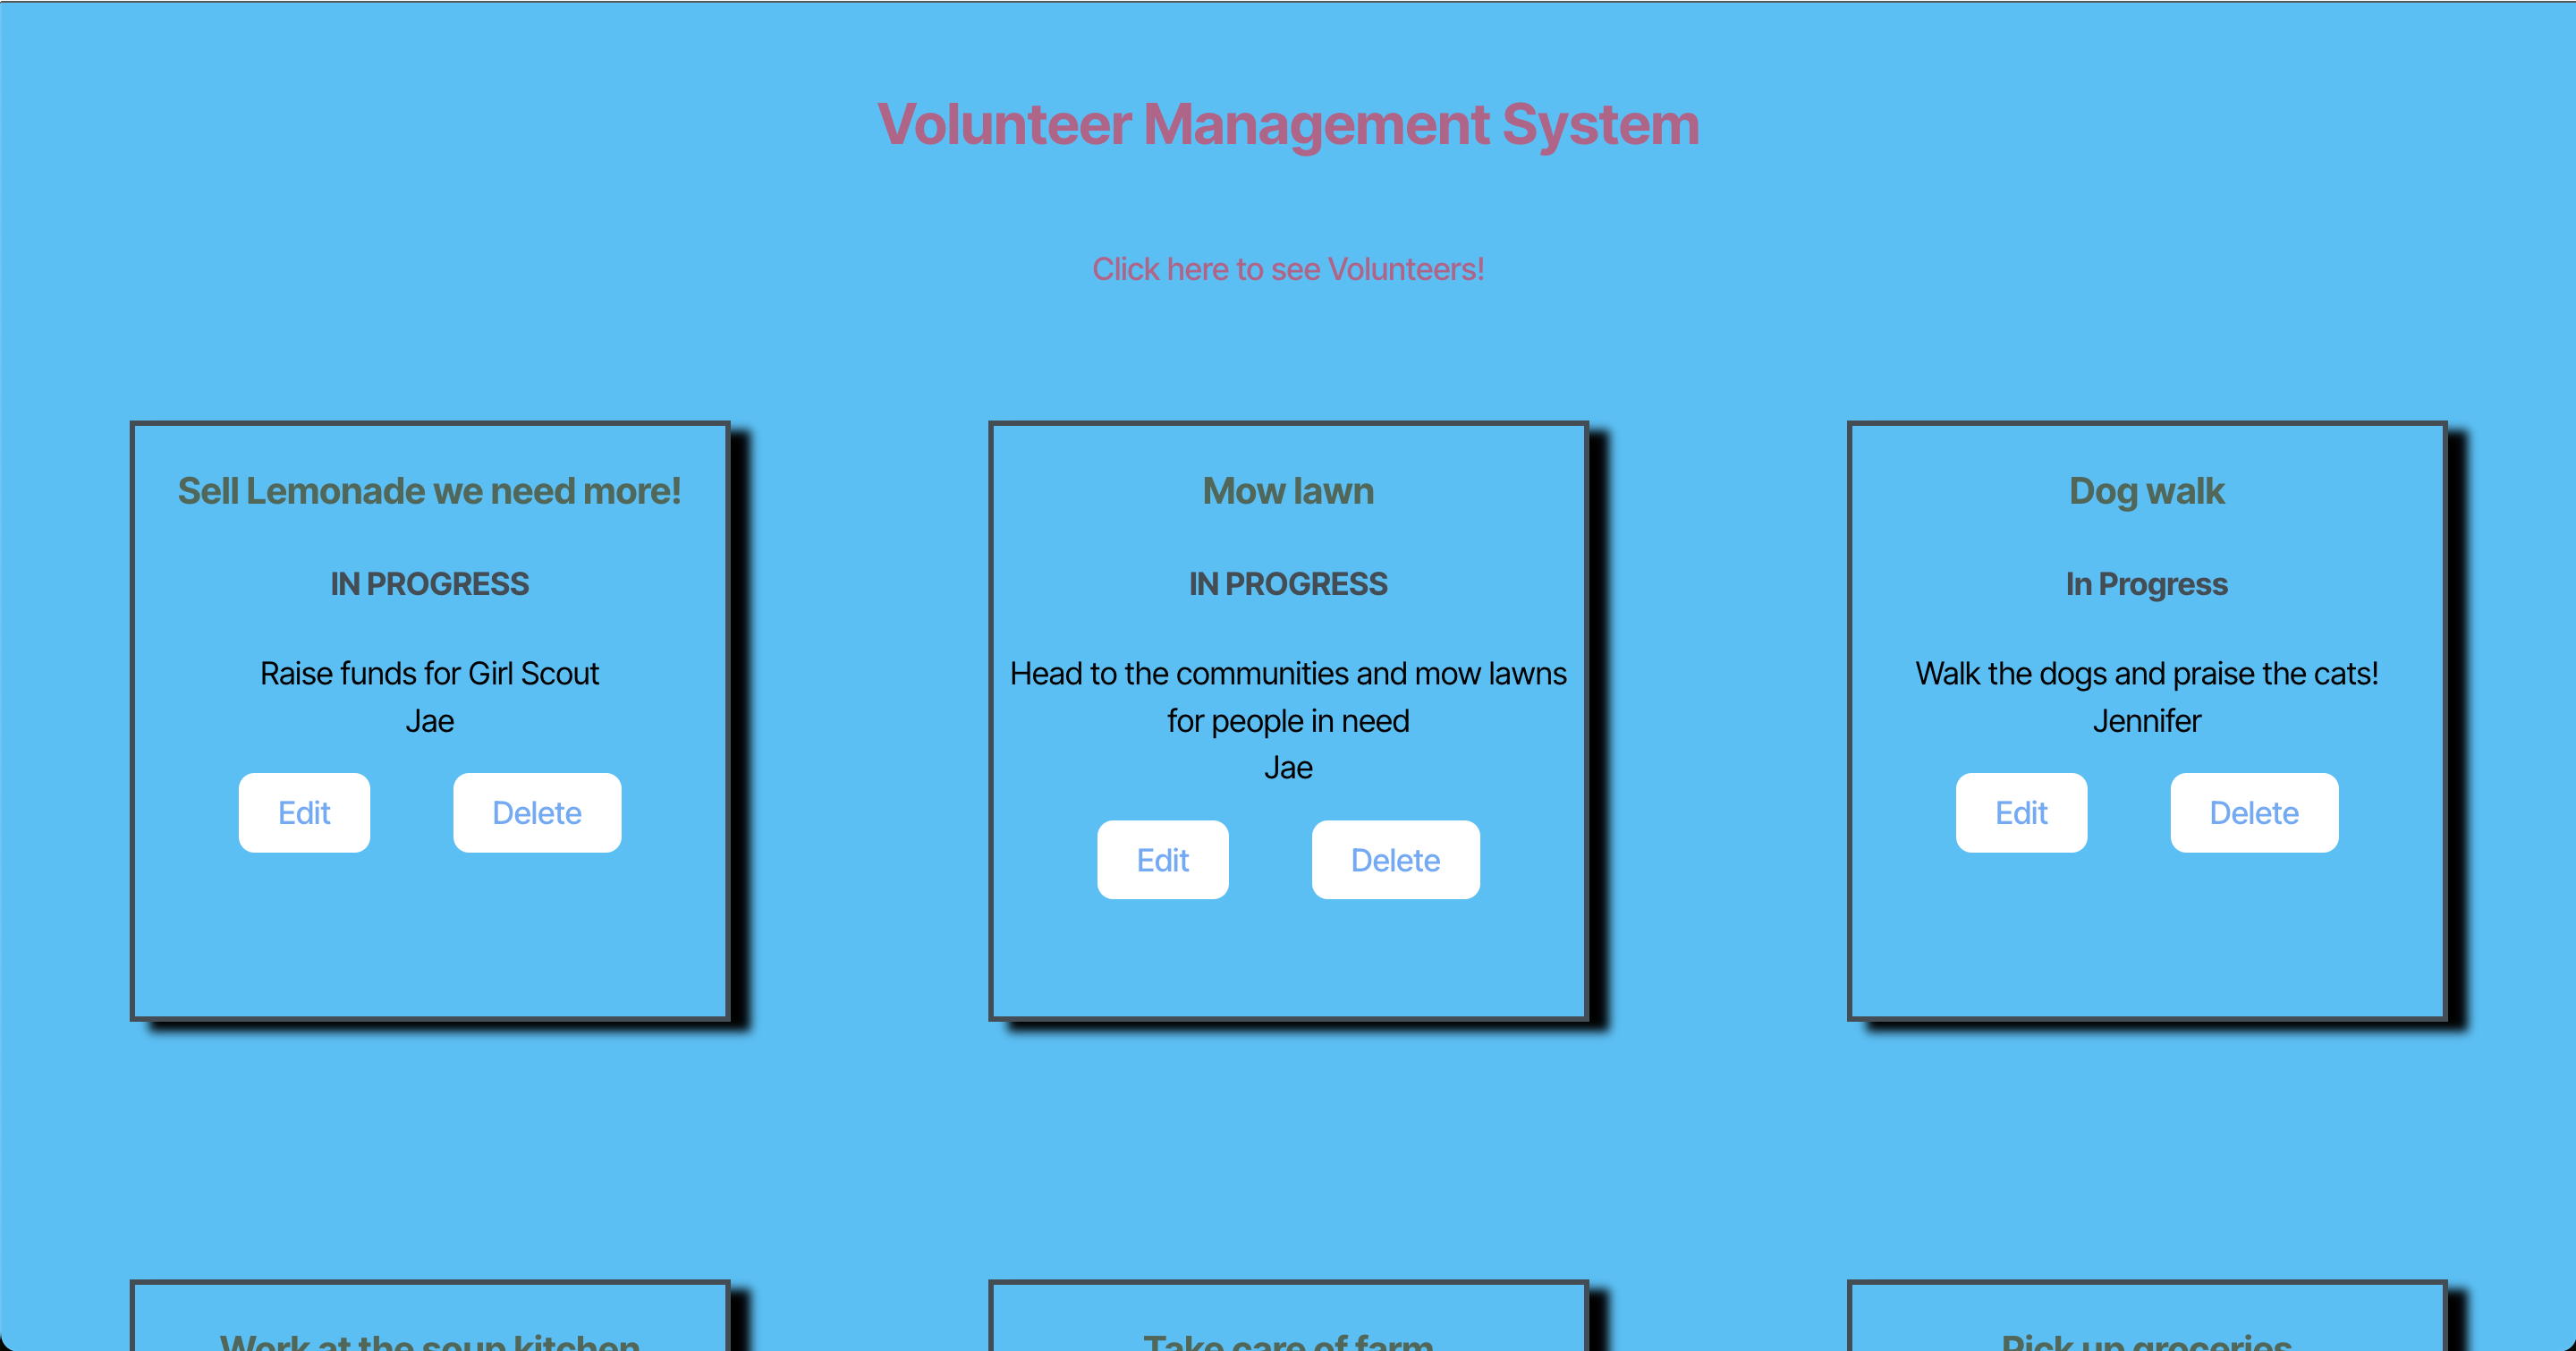 Volunteer Management System
Click here to see Volunteers!
Sell Lemonade we need more!
IN PROGRESS
Raise funds for Girl Scout
Jae
Edit Delete
Mow lawn
IN PROGRESS
Head to the communities and mow lawns
for people in need
Jae
Edit Delete
Dog walk
In Progress
Walk the dogs and praise the cats!
Jennifer
Edit Delete
Work at the soup kitchen
Take care of farm
Pick up groceries